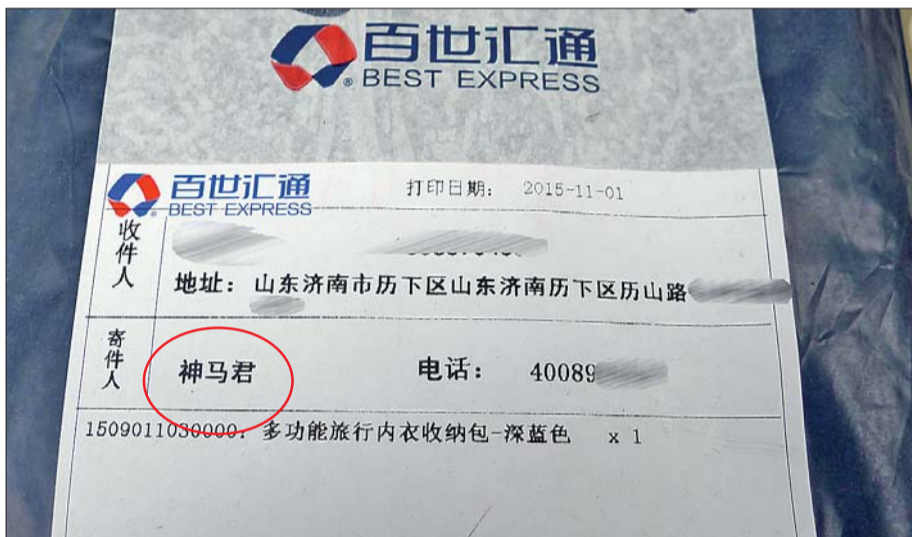 百世汇通
® BEST EXPRESS
百世汇通
BEST EXPRESS
打印日期： 2015-11-01
收件人
地址：山东济南市历下区山东济南历下区历山路
寄件人
神马君 电话： 40089
1509011030000：多功能旅行内衣收纳包-深蓝色 x 1